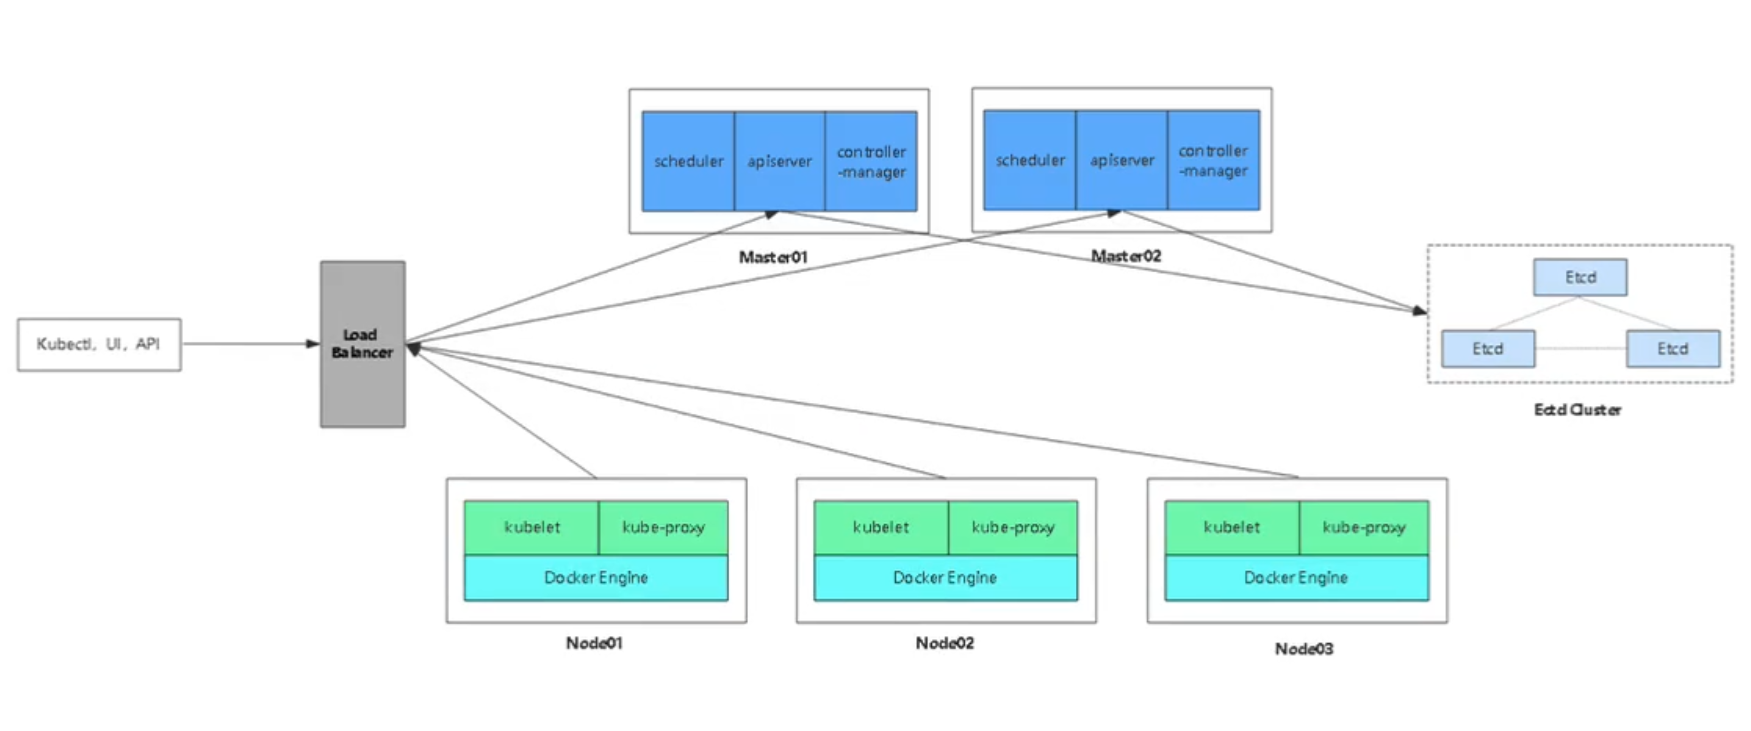 scheduler
apiserver
controller
-manager
scheduler
apiserver
controller
-manager
Master01
Master02
Kubectl, UI, API
Load
Balancer
Etcd
Etcd
Etcd
Ectd Cluster
kubelet
kube-proxy
Docker Engine
Node01
kubelet
kube-proxy
Docker Engine
Node02
kubelet
kube-proxy
Docker Engine
Node03